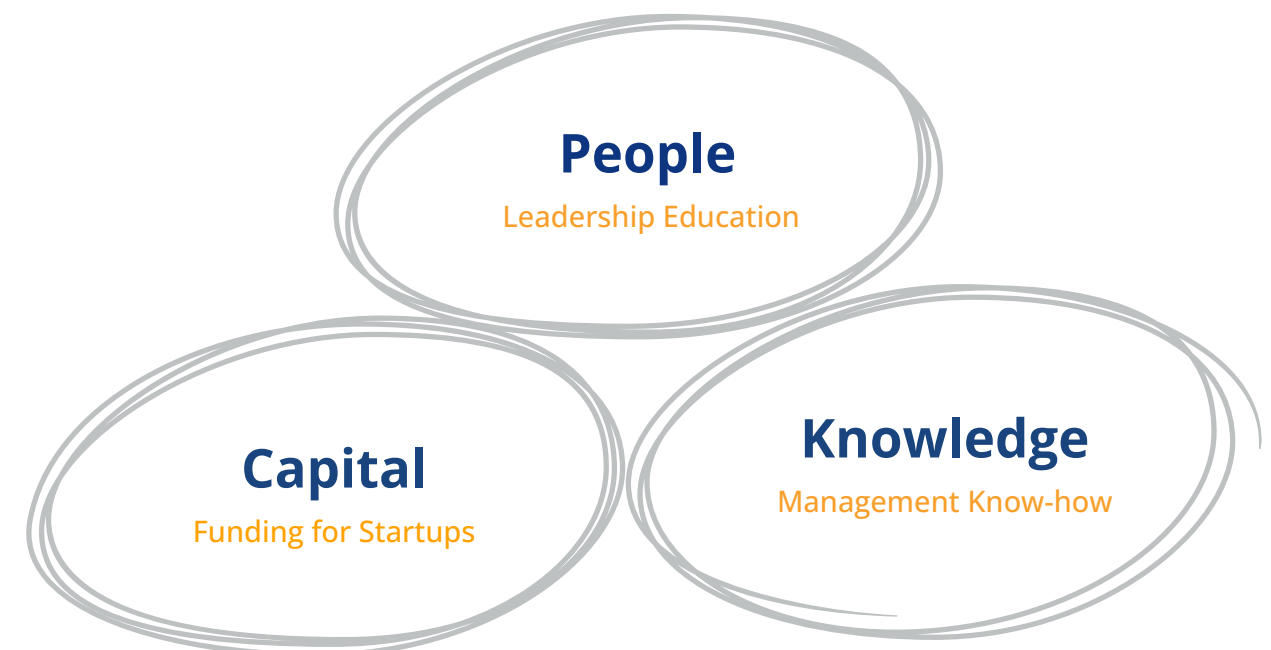 People
Leadership Education
Capital
Funding for Startups
Knowledge
Management Know-how